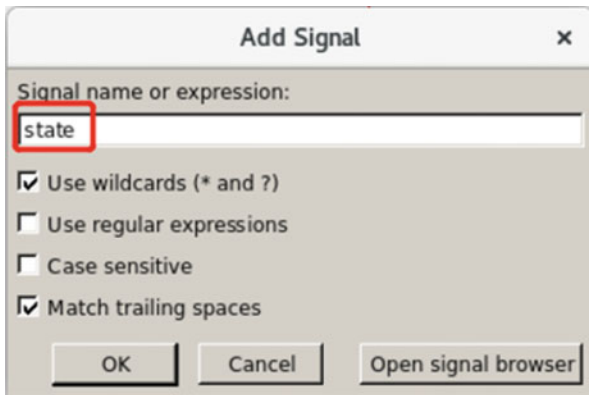 Add Signal ×
Signal name or expression:
state
Use wildcards (* and ?)
Use regular expressions
Case sensitive
Match trailing spaces
OK Cancel Open signal browser